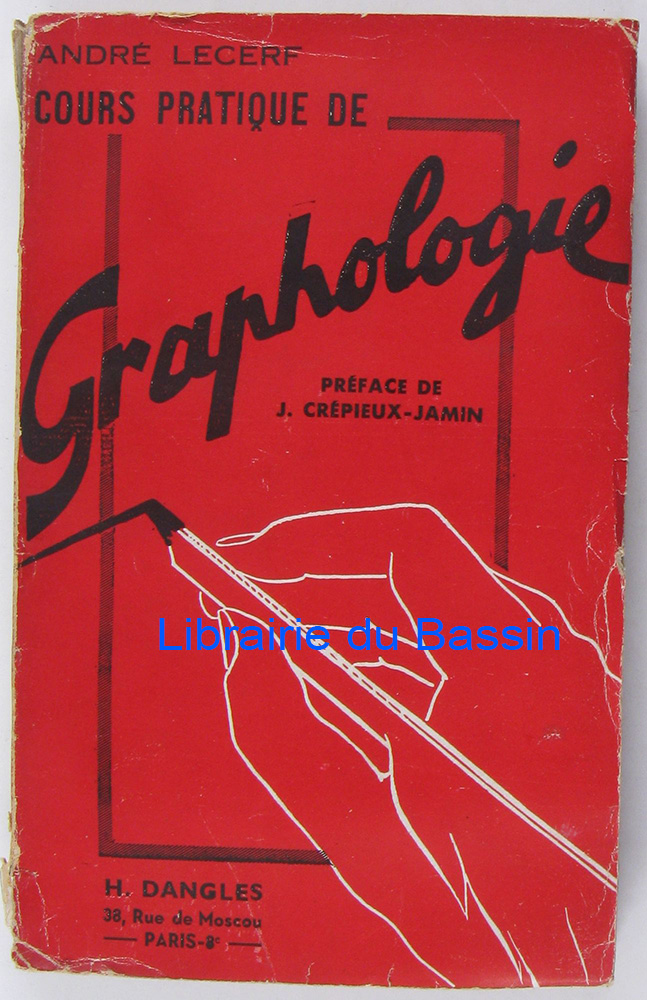 ANDRÉ LECERF
COURS PRATIQUE DE
Graphologie
PRÉFACE DE
J. CRÉPIEUX-JAMIN
Librairie du Bassin
H. DANGLES
38, Rue de Moscou
PARIS-8e